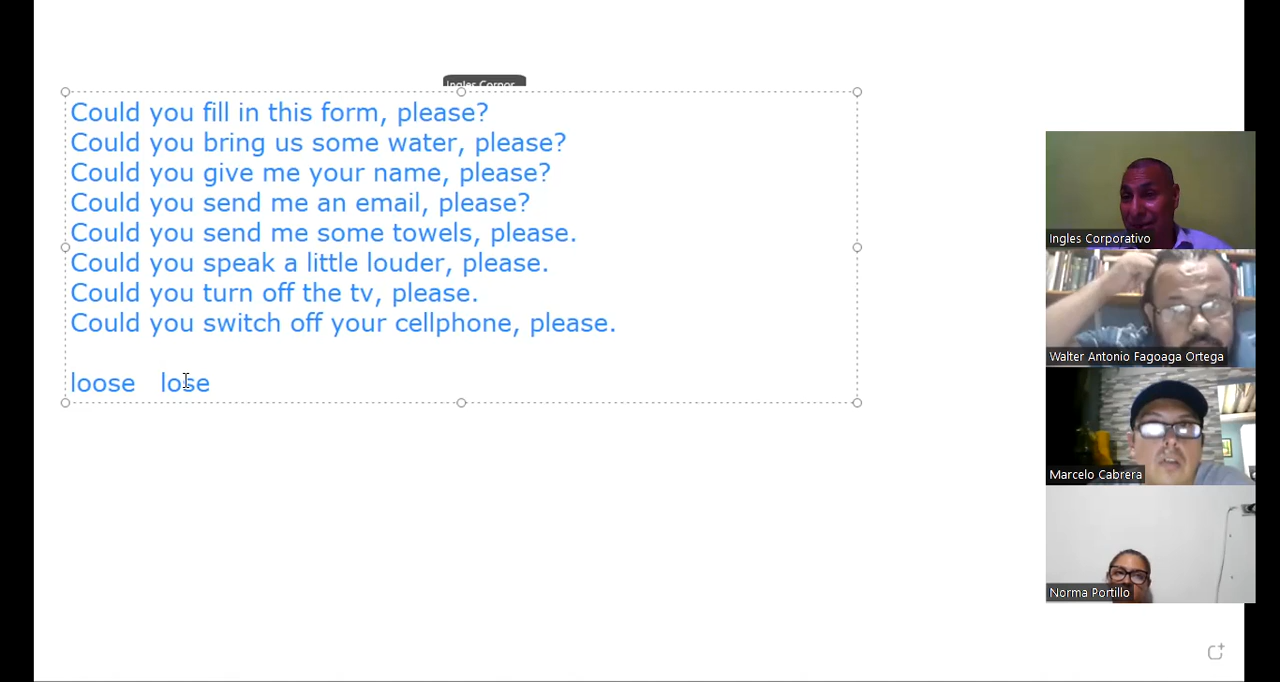 Ingles Corpor...
Could you fill in this form, please?
Could you bring us some water, please?
Could you give me your name, please?
Could you send me an email, please?
Could you send me some towels, please.
Could you speak a little louder, please.
Could you turn off the tv, please.
Could you switch off your cellphone, please.
loose lose
Ingles Corporativo
Walter Antonio Fagoaga Ortega
Marcelo Cabrera
Norma Portillo